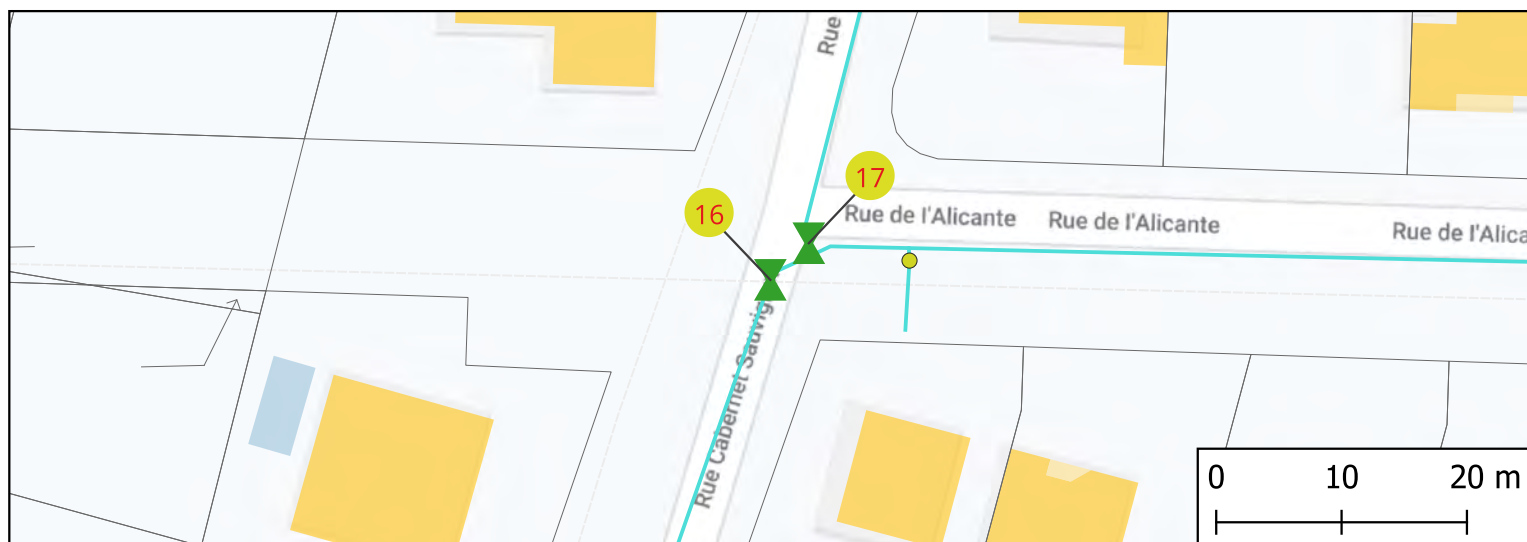 Rue
17
16
Rue de l'Alicante Rue de l'Alicante Rue de l'Alica
Rue Cabernet Sauvig
0 10 20 m